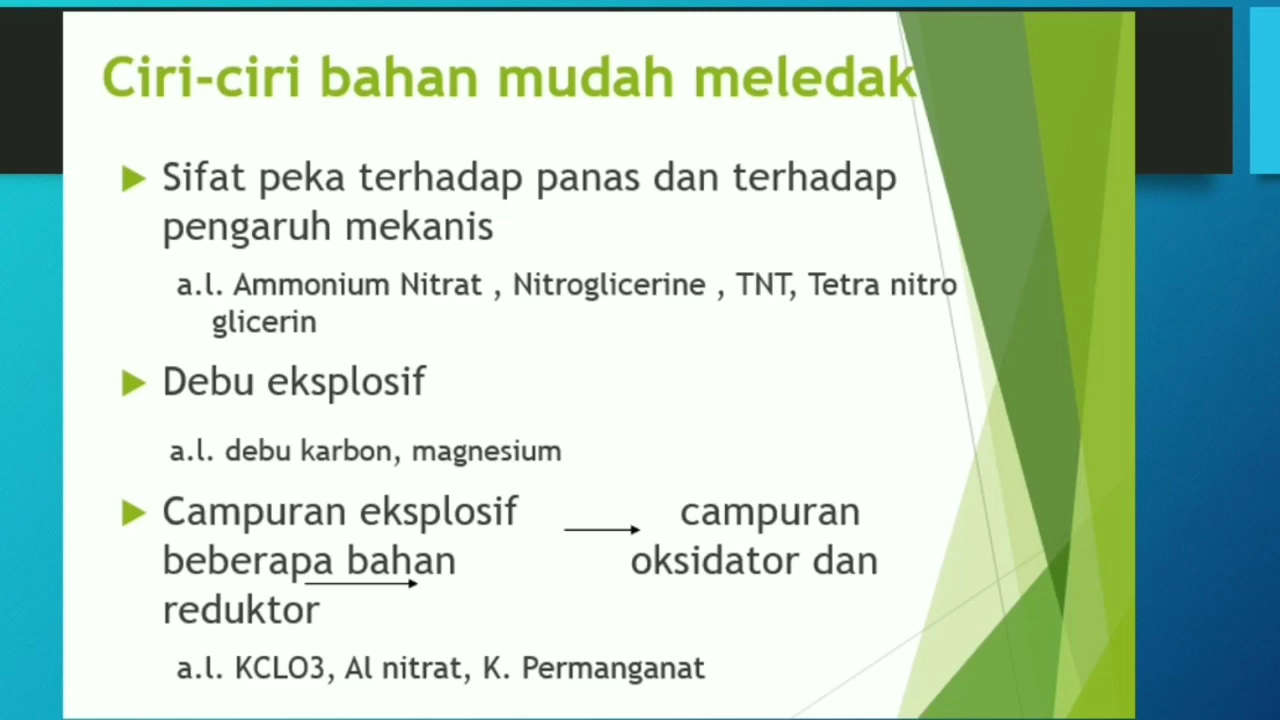 Ciri-ciri bahan mudah meledak
Sifat peka terhadap panas dan terhadap
pengaruh mekanis
a.l. Ammonium Nitrat , Nitroglicerine , TNT, Tetra nitro
glicerin
Debu eksplosif
a.l. debu karbon, magnesium
Campuran eksplosif campuran
beberapa bahan oksidator dan
reduktor
a.l. KCLO3, Al nitrat, K. Permanganat